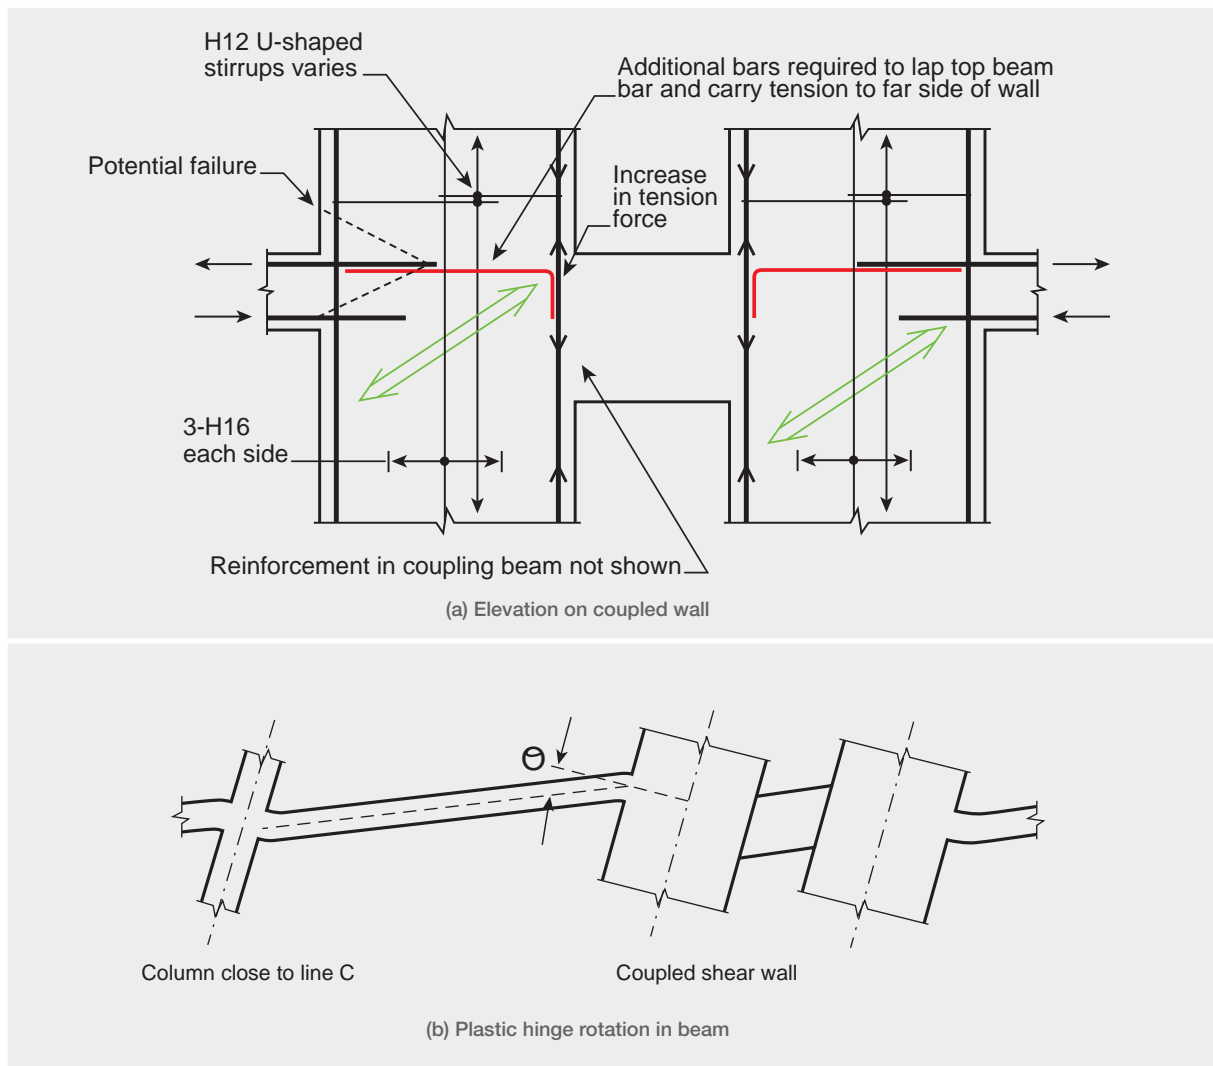 H12 U-shaped
stirrups varies
Additional bars required to lap top beam
bar and carry tension to far side of wall
Potential failure
Increase
in tension
force
3-H16
each side
Reinforcement in coupling beam not shown
(a) Elevation on coupled wall
Θ
Column close to line C
Coupled shear wall
(b) Plastic hinge rotation in beam